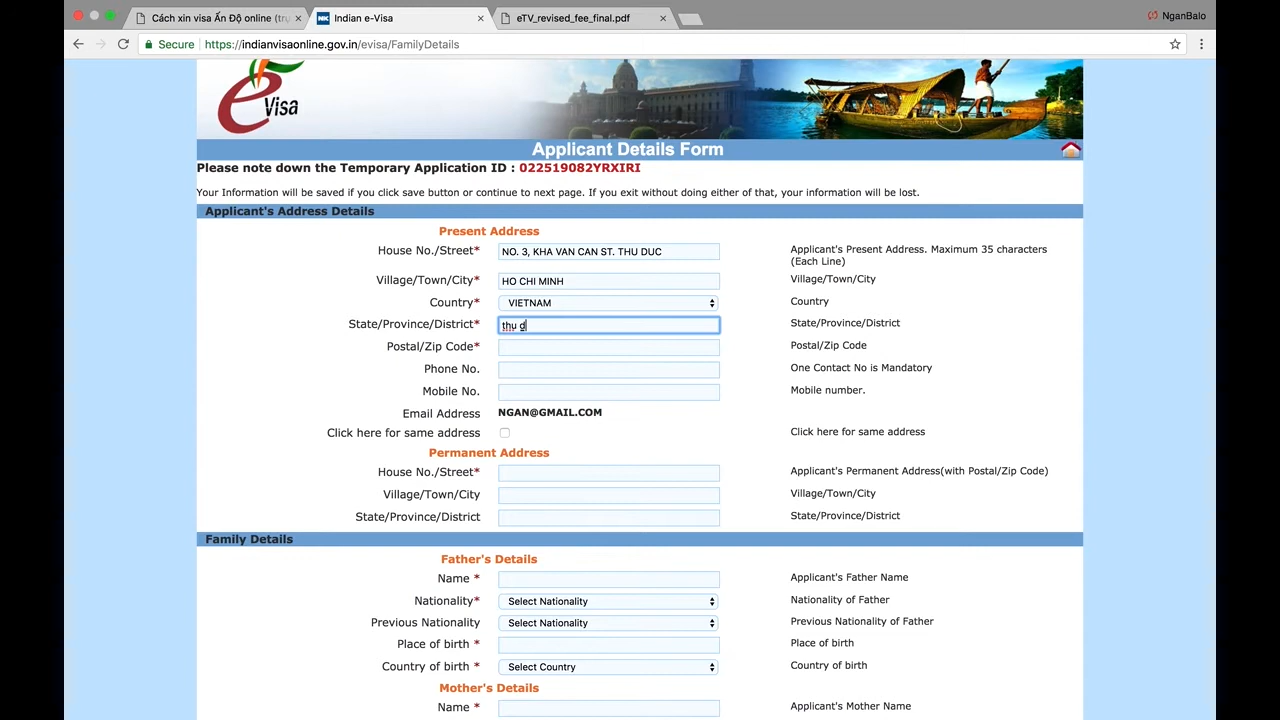 Cách xin visa Ấn Độ online (trự
Indian e-Visa
eTV_revised_fee_final.pdf
NganBalo
Secure https://indianvisaonline.gov.in/evisa/FamilyDetails
e Visa
Applicant Details Form
Please note down the Temporary Application ID : 022519082YRXIRI
Your Information will be saved if you click save button or continue to next page. If you exit without doing either of that, your information will be lost.
Applicant's Address Details
Present Address
House No./Street* NO. 3, KHA VAN CAN ST. THU DUC Applicant's Present Address. Maximum 35 characters
(Each Line)
Village/Town/City* HO CHI MINH Village/Town/City
Country* VIETNAM Country
State/Province/District* thu d State/Province/District
Postal/Zip Code* Postal/Zip Code
Phone No. One Contact No is Mandatory
Mobile No. Mobile number.
Email Address NGAN@GMAIL.COM
Click here for same address Click here for same address
Permanent Address
House No./Street* Applicant's Permanent Address(with Postal/Zip Code)
Village/Town/City Village/Town/City
State/Province/District State/Province/District
Family Details
Father's Details
Name * Applicant's Father Name
Nationality* Select Nationality Nationality of Father
Previous Nationality Select Nationality Previous Nationality of Father
Place of birth * Place of birth
Country of birth * Select Country Country of birth
Mother's Details
Name * Applicant's Mother Name